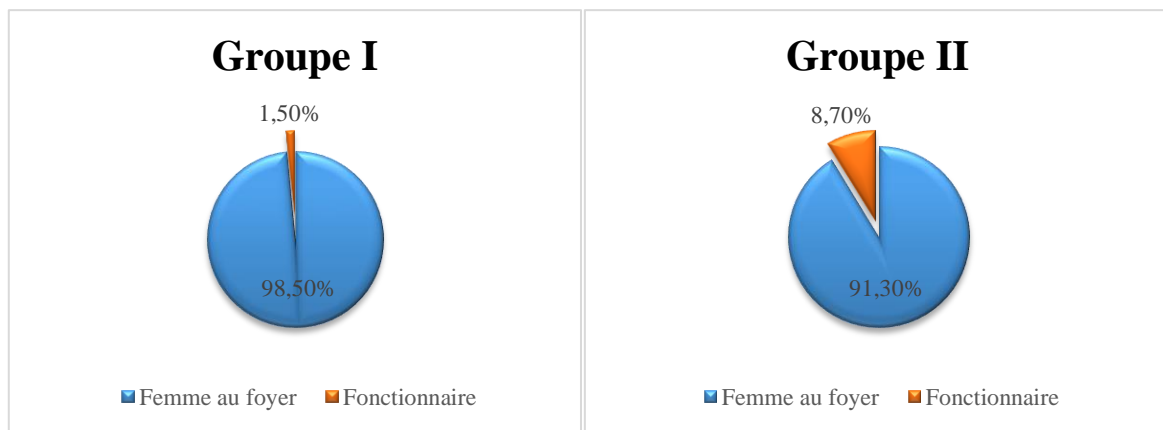 Groupe I
1,50%
98,50%
Femme au foyer
Fonctionnaire
Groupe II
8,70%
91,30%
Femme au foyer
Fonctionnaire